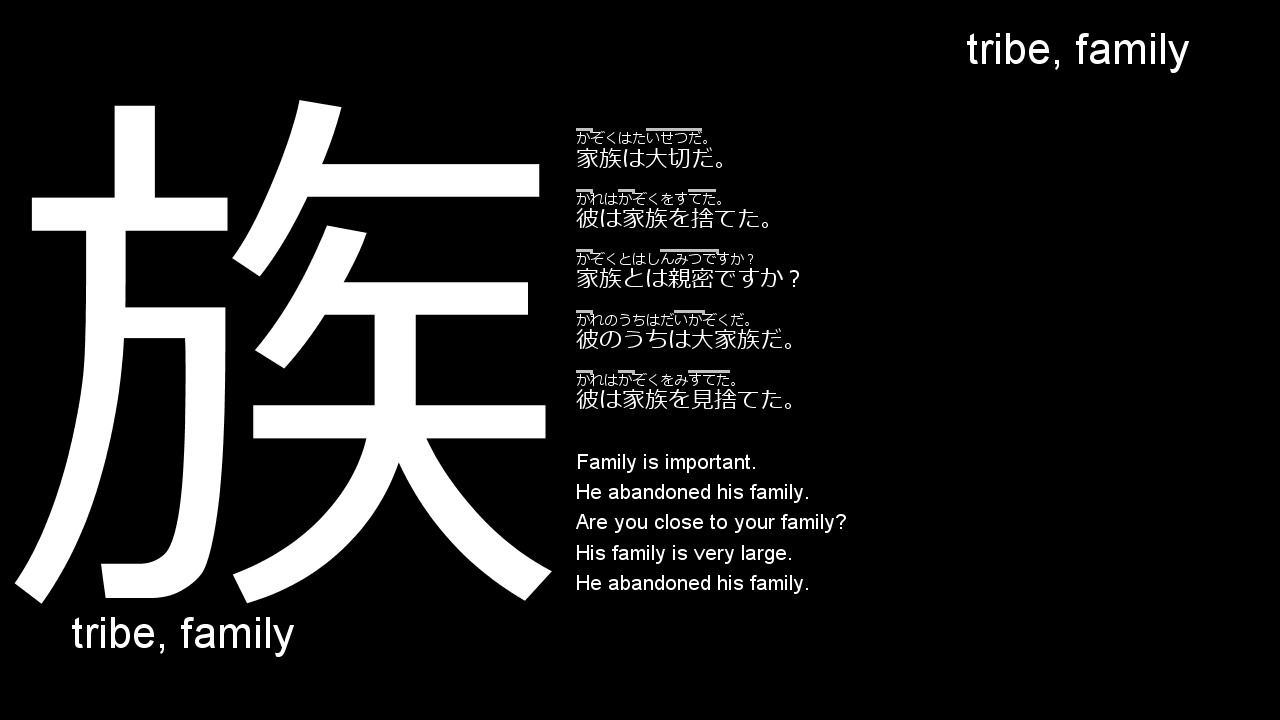 tribe, family
族
かぞくはたいせつだ。
家族は大切だ。
かれはかぞくをすてた。
彼は家族を捨てた。
かぞくとはしんみつですか？
家族とは親密ですか？
かれのうちはだいかぞくだ。
彼のうちは大家族だ。
かれはかぞくをみすてた。
彼は家族を見捨てた。
Family is important.
He abandoned his family.
Are you close to your family?
His family is very large.
He abandoned his family.
tribe, family